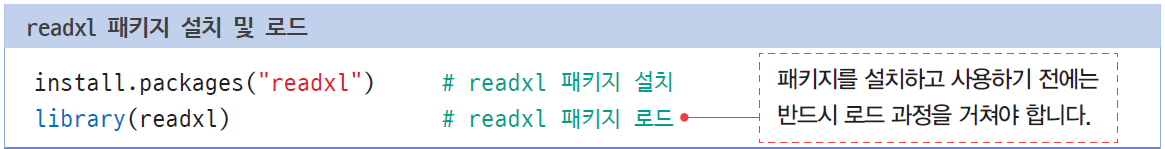 readxl 패키지 설치 및 로드
install.packages("readxl") # readxl 패키지 설치
library(readxl) # readxl 패키지 로드
패키지를 설치하고 사용하기 전에는
반드시 로드 과정을 거쳐야 합니다.